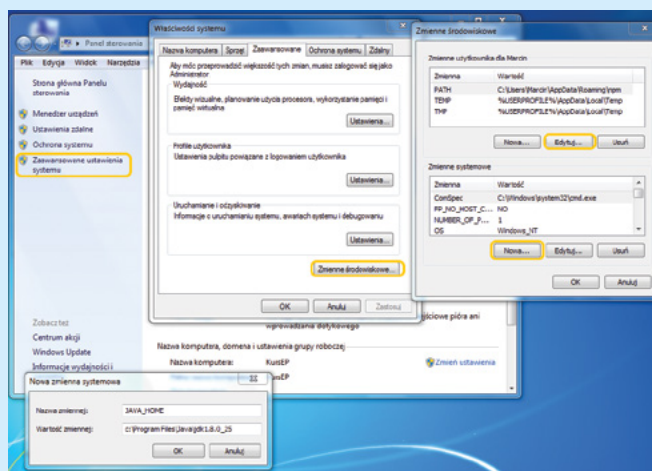 Panel sterowania
Plik Edycja Widok Narzędzia
Strona główna Panelu
sterowania
Menedżer urządzeń
Ustawienia zdalne
Ochrona systemu
Zaawansowane ustawienia
systemu
Zobacz też
Centrum akcji
Windows Update
Informacje wydajności i
Właściwości systemu
Nazwa komputera Sprzęt Zaawansowane Ochrona systemu Zdalny
Aby móc przeprowadzić większość tych zmian, musisz zalogować się jako
Administrator
Wydajność
Efekty wizualne, planowanie użycia procesora, wykorzystanie pamięci i
pamięć wirtualna
Ustawienia...
Profile użytkownika
Ustawienia pulpitu powiązane z logowaniem użytkownika
Ustawienia...
Uruchamianie i odzyskiwanie
Informacje o uruchamianiu systemu, awariach systemu i debugowaniu
Ustawienia...
Zmienne środowiskowe...
OK Anuluj Zastosuj
wprowadzania dotykowego
Nazwa komputera, domena i ustawienia grupy roboczej
Nazwa komputera: KursEP
Zmień ustawienia
KursEP
Zmienne środowiskowe
Zmienne użytkownika dla Marcin
Zmienna Wartość
PATH C:\Users\Marcin\AppData\Roaming\npm
TEMP %USERPROFILE%\AppData\Local\Temp
TMP %USERPROFILE%\AppData\Local\Temp
Nowa... Edytuj... Usuń
Zmienne systemowe
Zmienna Wartość
ComSpec C:\Windows\system32\cmd.exe
FP_NO_HOST_C... NO
NUMBER_OF_P... 1
OS Windows_NT
Nowa... Edytuj... Usuń
OK Anuluj
Nowa zmienna systemowa
Nazwa zmiennej: JAVA_HOME
Wartość zmiennej: c:\Program Files\Java\jdk1.8.0_25
OK Anuluj